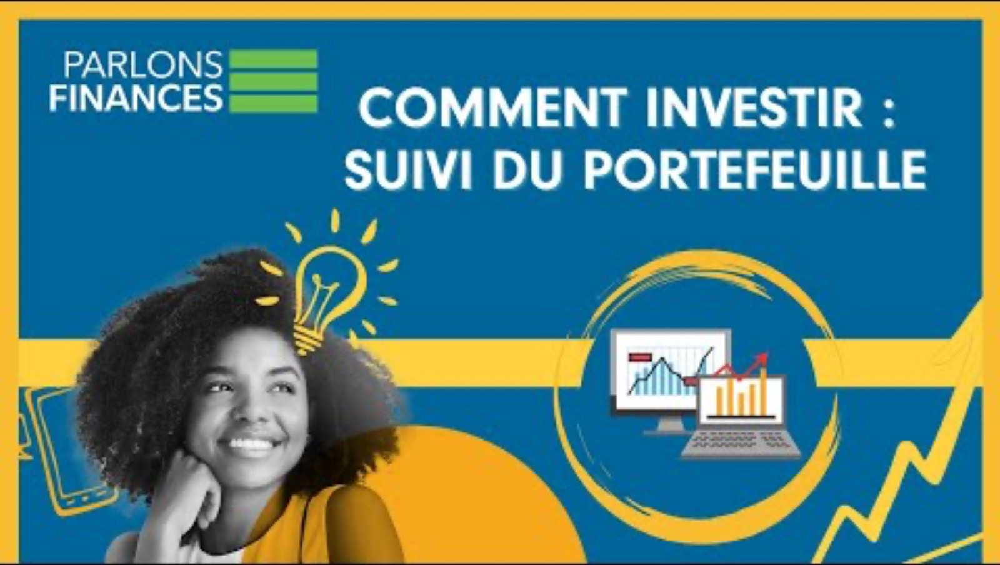 PARLONS
FINANCES
COMMENT INVESTIR :
SUIVI DU PORTEFEUILLE